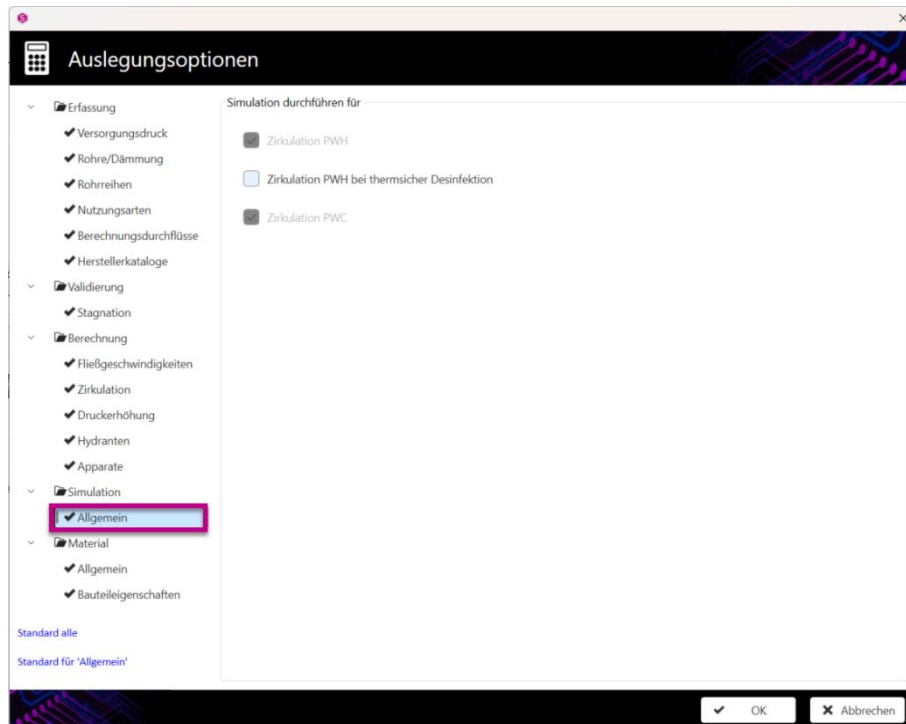 Auslegungsoptionen
Erfassung
Versorgungsdruck
Rohre/Dämmung
Rohrreihen
Nutzungsarten
Berechnungsdurchflüsse
Herstellerkataloge
Validierung
Stagnation
Berechnung
Fließgeschwindigkeiten
Zirkulation
Druckerhöhung
Hydranten
Apparate
Simulation
Allgemein
Material
Allgemein
Bauteileigenschaften
Standard alle
Standard für 'Allgemein'
Simulation durchführen für
Zirkulation PWH
Zirkulation PWH bei thermsicher Desinfektion
Zirkulation PWC
OK
Abbrechen